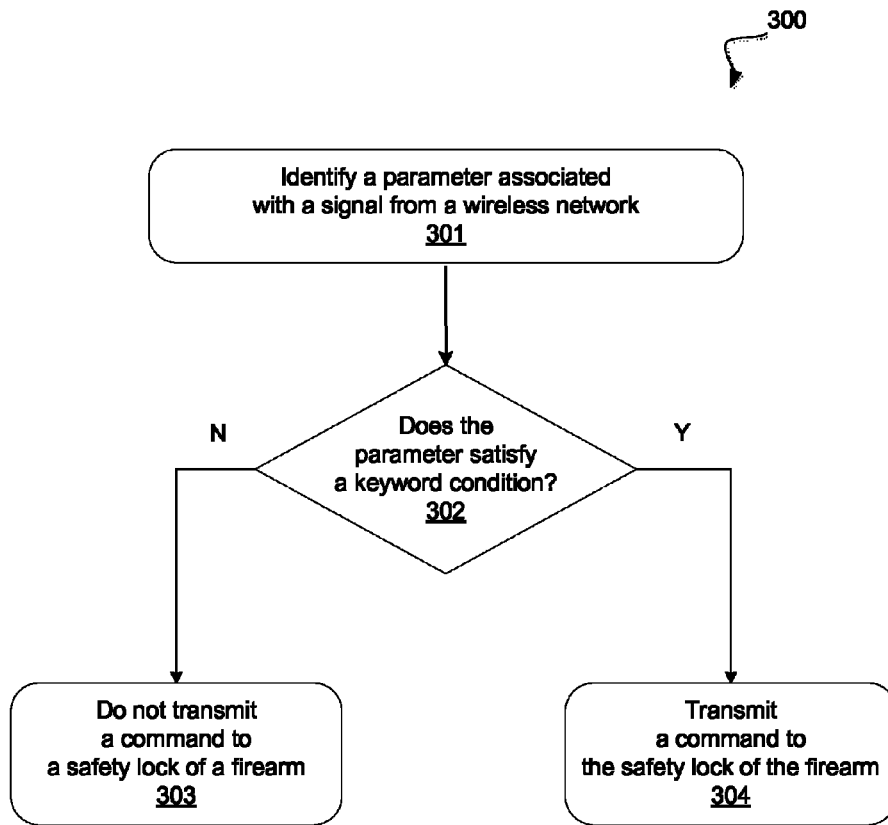 300
Identify a parameter associated
with a signal from a wireless network
301
N
Does the
parameter satisfy
a keyword condition?
302
Y
Do not transmit
a command to
a safety lock of a firearm
303
Transmit
a command to
the safety lock of the firearm
304